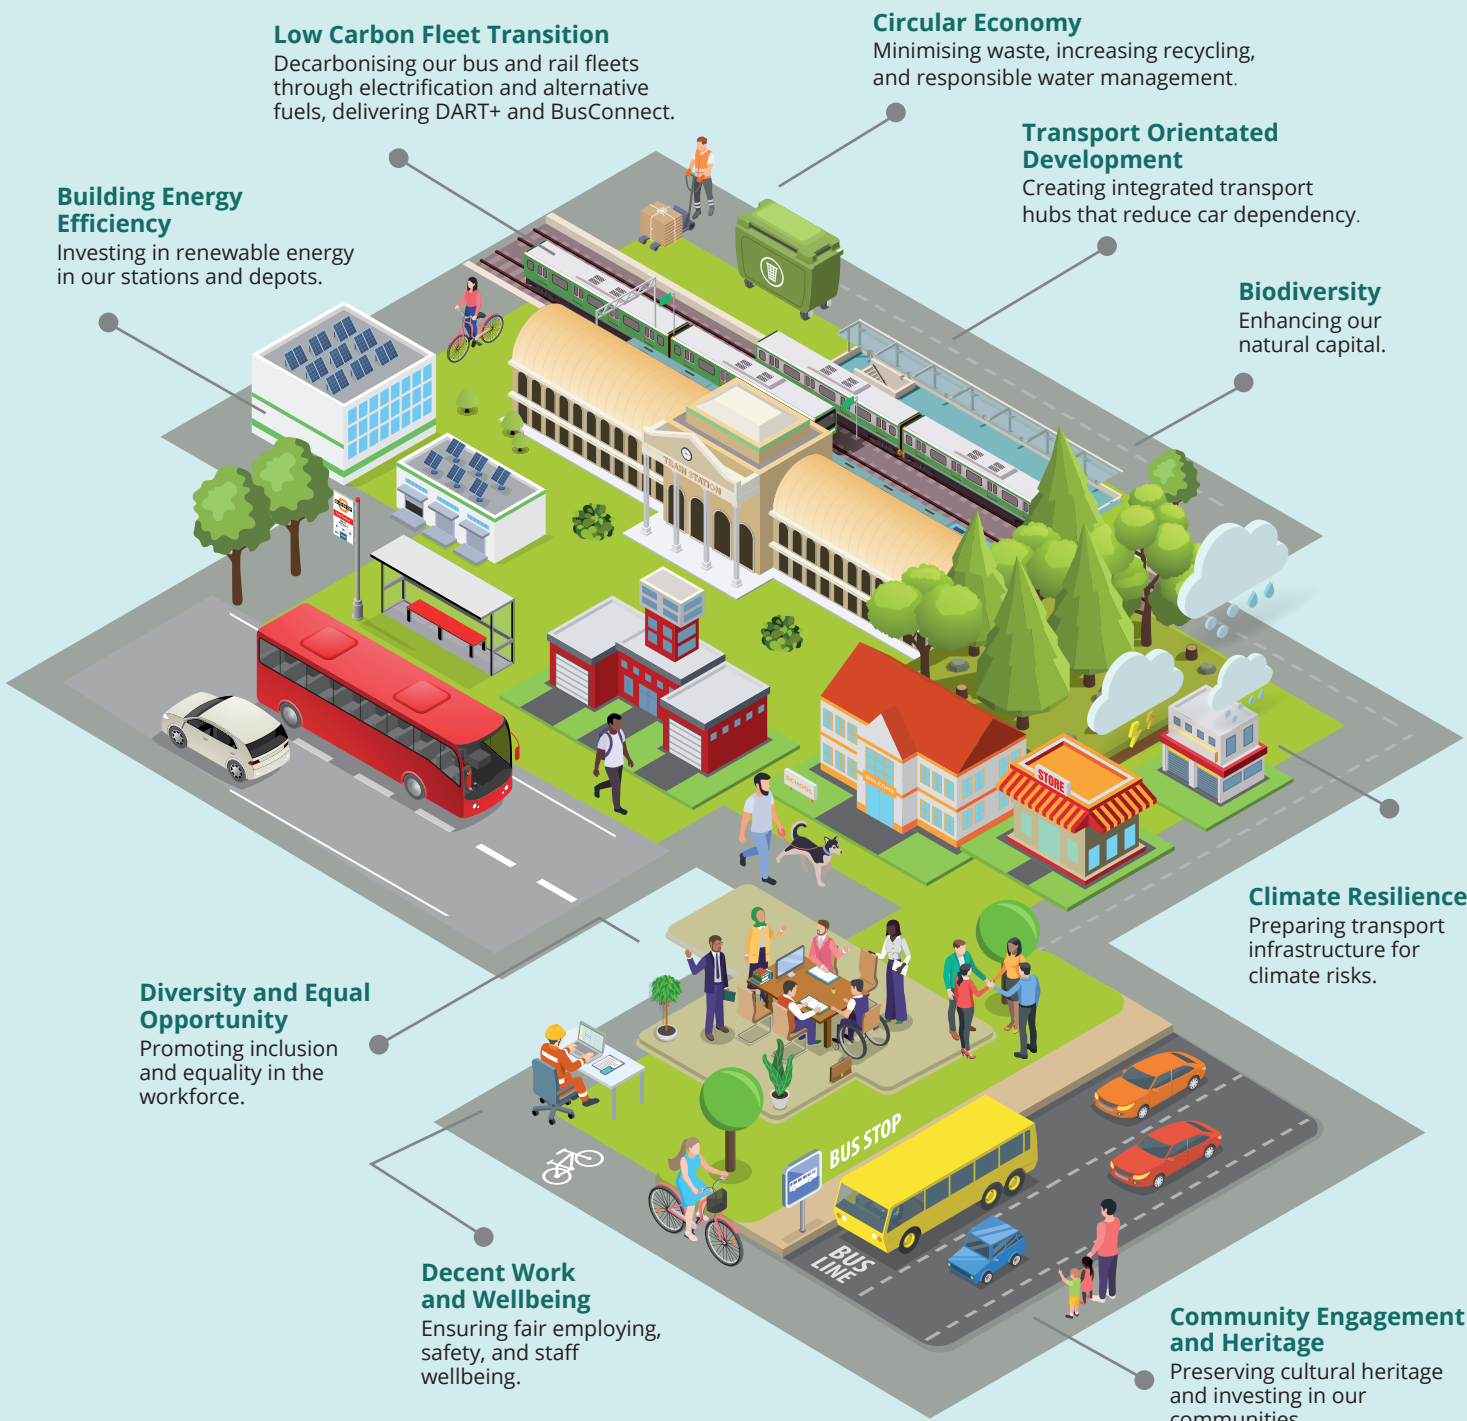 Low Carbon Fleet Transition
Decarbonising our bus and rail fleets
through electrification and alternative
fuels, delivering DART+ and BusConnect.
Circular Economy
Minimising waste, increasing recycling,
and responsible water management.
Transport Orientated
Development
Creating integrated transport
hubs that reduce car dependency.
Building Energy
Efficiency
Investing in renewable energy
in our stations and depots.
Biodiversity
Enhancing our
natural capital.
TRAIN STATION
SCHOOL
WELCOME
STORE
Climate Resilience
Preparing transport
infrastructure for
climate risks.
Diversity and Equal
Opportunity
Promoting inclusion
and equality in the
workforce.
BUS STOP
BUS
LINE
Decent Work
and Wellbeing
Ensuring fair employing,
safety, and staff
wellbeing.
Community Engagement
and Heritage
Preserving cultural heritage
and investing in our
communities